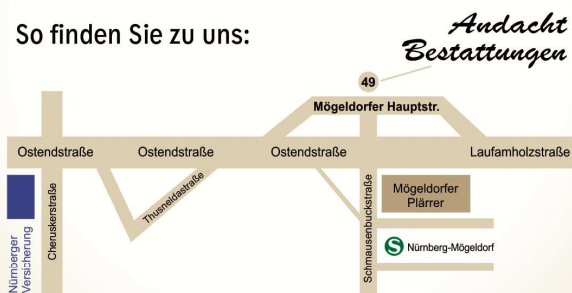 So finden Sie zu uns:
Andacht
Bestattungen
49
Mögeldorfer Hauptstr.
Ostendstraße
Ostendstraße
Ostendstraße
Laufamholzstraße
Nürnberger
Versicherung
Cheruskerstraße
Thusneldastraße
Schmausenbuckstraße
Mögeldorfer
Plärrer
S Nürnberg-Mögeldorf